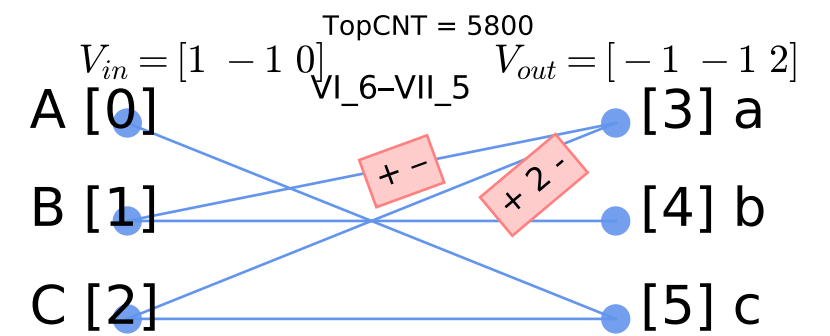 TopCNT = 5800
V_in = [1 −1 0] V_out = [−1 −1 2]
VI_6–VII_5
A [0] [3] a
+ −
+ 2 -
B [1] [4] b
C [2] [5] c